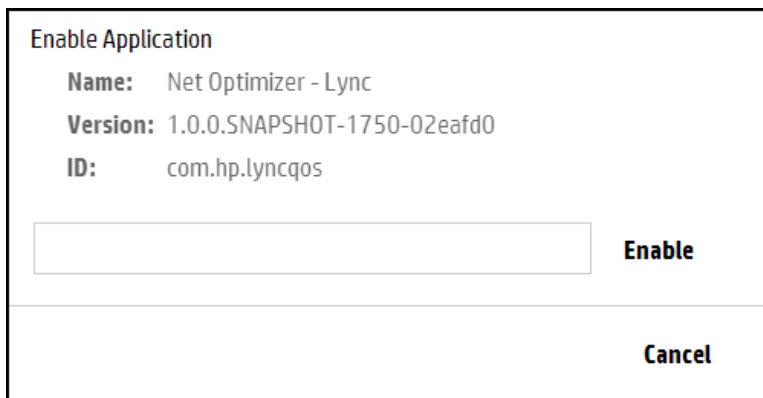 Enable Application
Name: Net Optimizer - Lync
Version: 1.0.0.SNAPSHOT-1750-02eafd0
ID: com.hp.lyncqos
Enable
Cancel